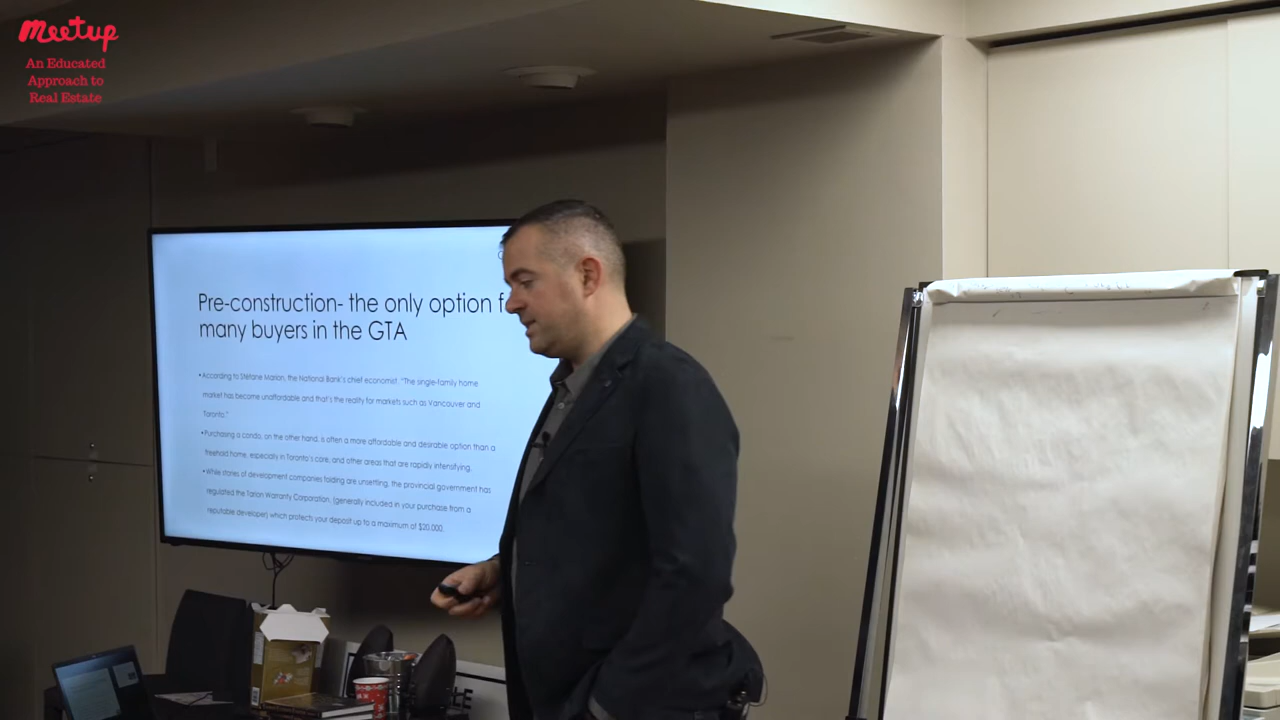 Meetup
An Educated
Approach to
Real Estate
Pre-construction- the only option f
many buyers in the GTA
•According to Stéfane Marion, the National Bank's chief economist "The single-family home
market has become unaffordable and that's the reality for markets such as Vancouver and
Toronto."
•Purchasing a condo, on the other hand, is often a more affordable and desirable option than a
freehold home, especially in Toronto's core, and other areas that are rapidly intensifying.
•While stories of development companies folding are unsettling, the provincial government has
regulated the Tarion Warranty Corporation, (generally included in your purchase from a
reputable developer) which protects your deposit up to a maximum of $20,000.